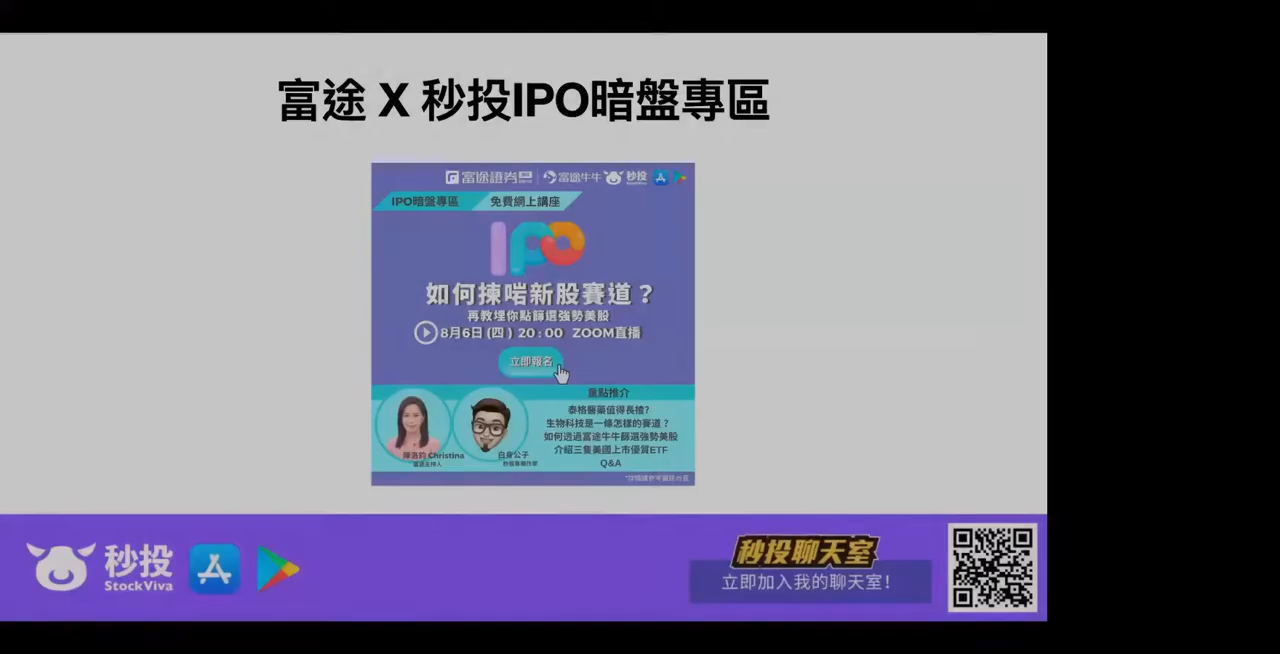 富途 X 秒投IPO暗盤專區
富途證券 富途牛牛 秒投
IPO暗盤專區 免費網上講座
IPO
如何揀啱新股賽道？
再教埋你點篩選強勢美股
8月6日 (四) 20:00 ZOOM直播
立即報名
重點推介
泰格醫藥值得長揸?
生物科技是一條怎樣的賽道？
如何透過富途牛牛篩選強勢美股
介紹三隻美國上市優質ETF
Q&A
陳洛鈞 Christina
白身公子
秒投
StockViva
秒投聊天室
立即加入我的聊天室!